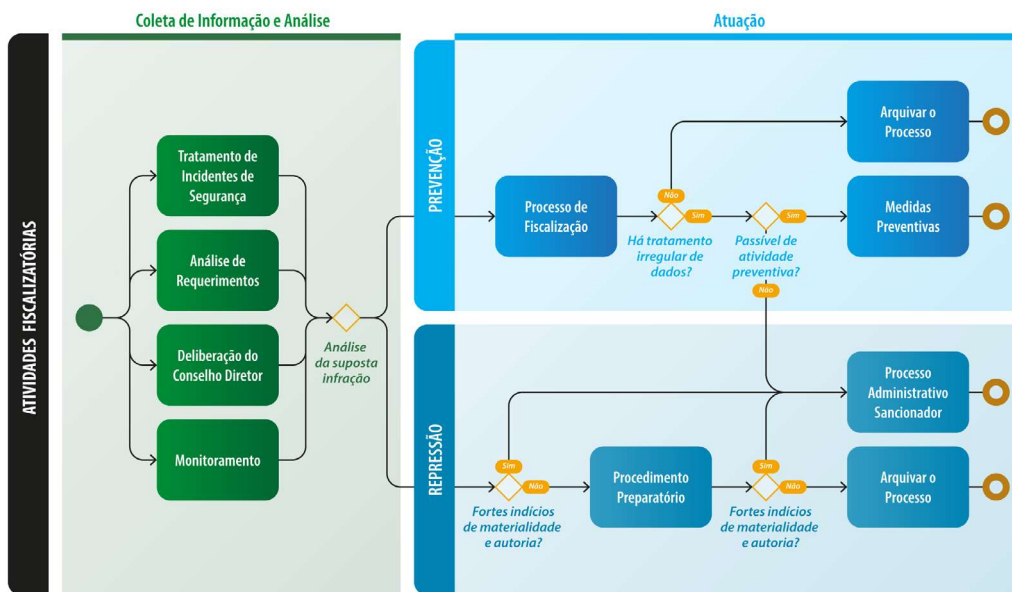 Coleta de Informação e Análise
Atuação
ATIVIDADES FISCALIZATÓRIAS
Tratamento de
Incidentes de
Segurança
Análise de
Requerimentos
Deliberação do
Conselho Diretor
Monitoramento
Análise
da suposta
infração
PREVENÇÃO
Processo de
Fiscalização
Não
Sim
Há tratamento
irregular de
dados?
Sim
Passível de
atividade
preventiva?
Não
Arquivar o
Processo
Medidas
Preventivas
REPRESSÃO
Sim
Não
Fortes indícios
de materialidade
e autoria?
Procedimento
Preparatório
Sim
Não
Fortes indícios
de materialidade
e autoria?
Processo
Administrativo
Sancionador
Arquivar o
Processo